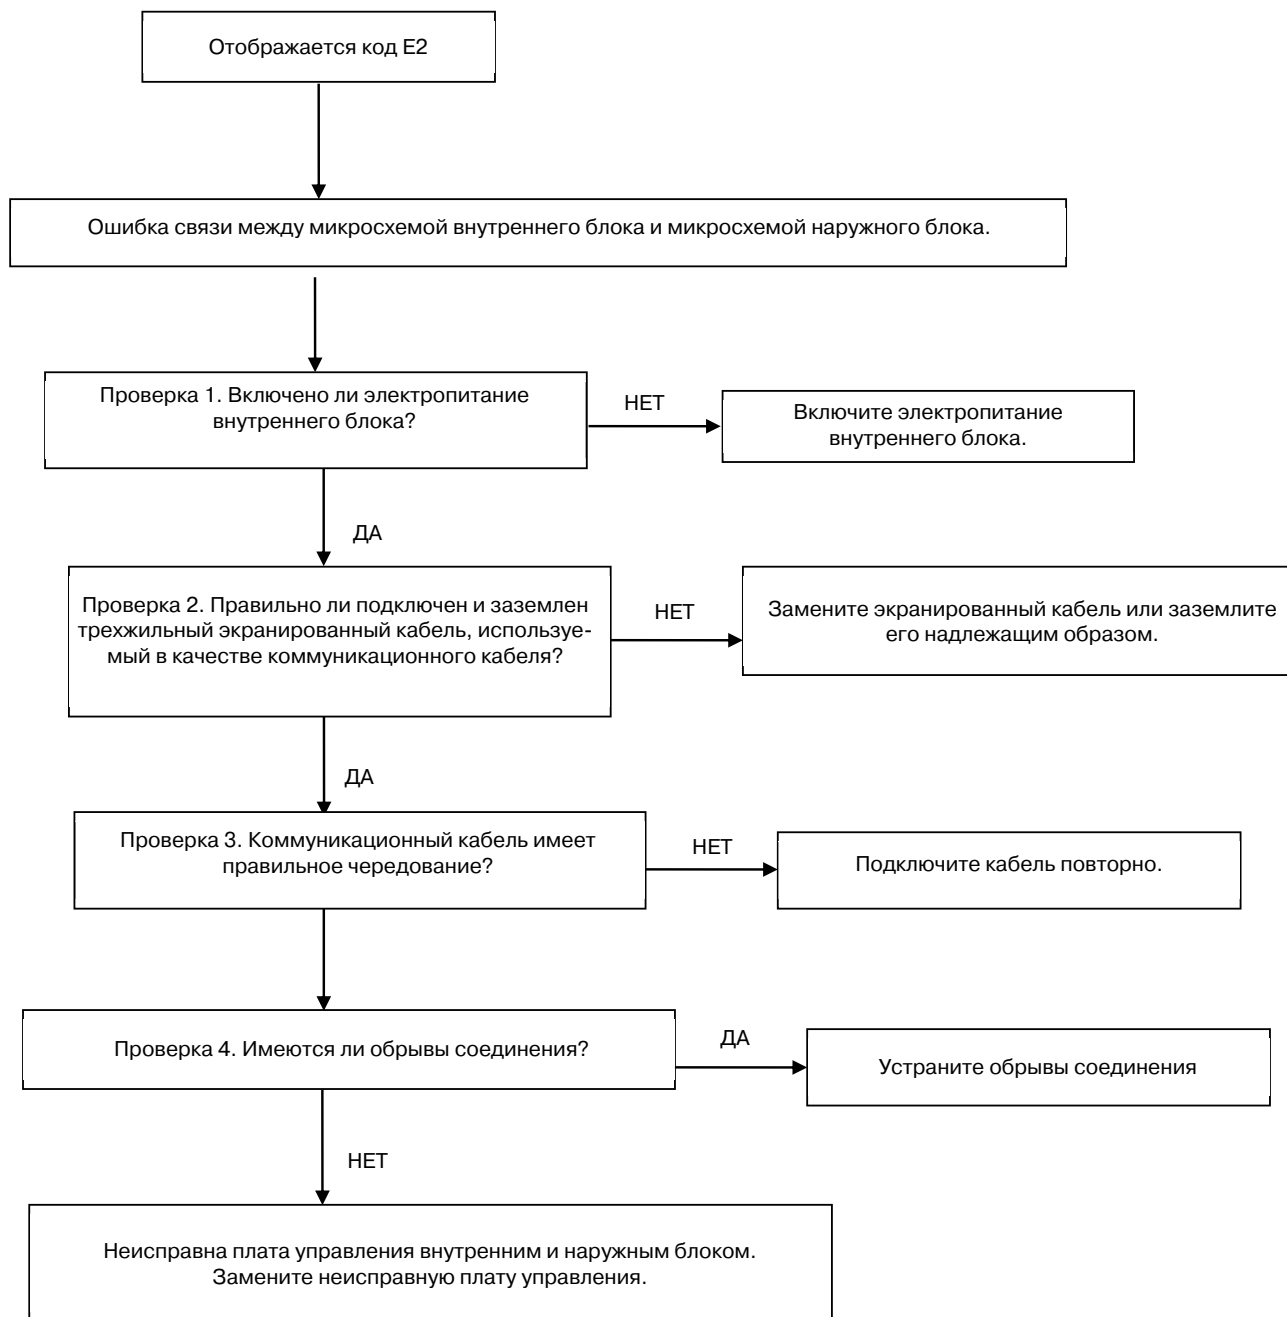 Отображается код E2
Ошибка связи между микросхемой внутреннего блока и микросхемой наружного блока.
Проверка 1. Включено ли электропитание
внутреннего блока?
НЕТ
Включите электропитание
внутреннего блока.
ДА
Проверка 2. Правильно ли подключен и заземлен
трехжильный экранированный кабель, используе-
мый в качестве коммуникационного кабеля?
НЕТ
Замените экранированный кабель или заземлите
его надлежащим образом.
ДА
Проверка 3. Коммуникационный кабель имеет
правильное чередование?
НЕТ
Подключите кабель повторно.
Проверка 4. Имеются ли обрывы соединения?
ДА
Устраните обрывы соединения
НЕТ
Неисправна плата управления внутренним и наружным блоком.
Замените неисправную плату управления.